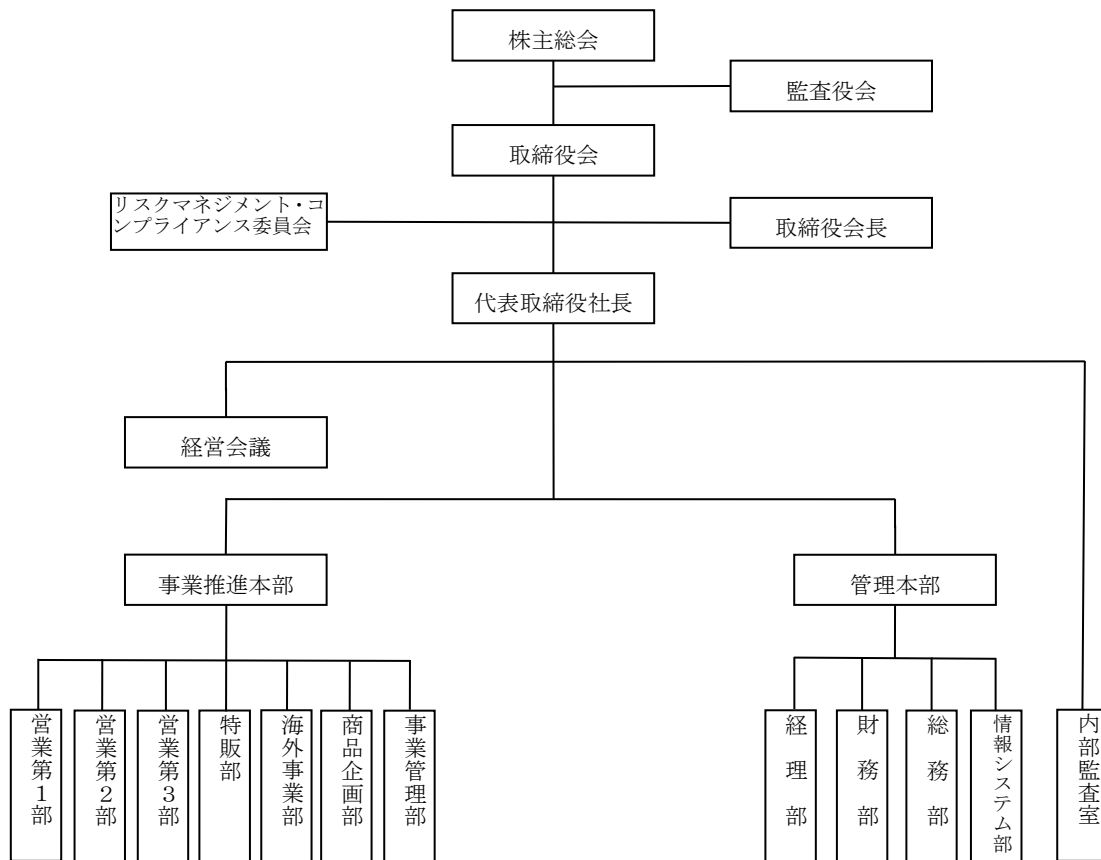 株主総会
監査役会
取締役会
リスクマネジメント・コ
ンプライアンス委員会
取締役会長
代表取締役社長
経営会議
事業推進本部
管理本部
営業第１部
営業第２部
営業第３部
特販部
海外事業部
商品企画部
事業管理部
経理部
財務部
総務部
情報システム部
内部監査室